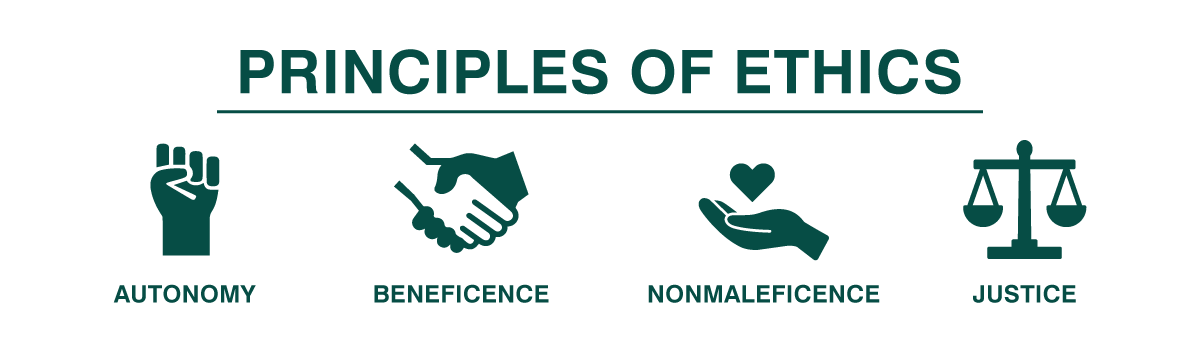 PRINCIPLES OF ETHICS
AUTONOMY
BENEFICENCE
NONMALEFICENCE
JUSTICE